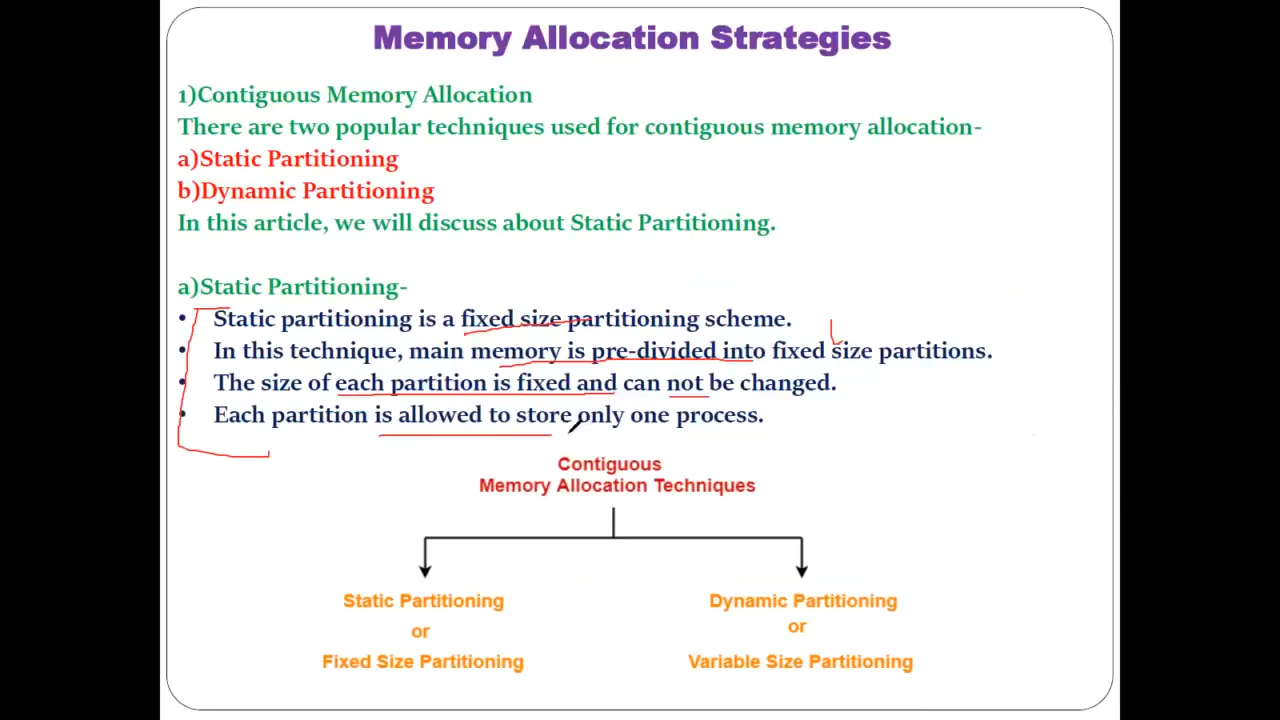 Memory Allocation Strategies
1)Contiguous Memory Allocation
There are two popular techniques used for contiguous memory allocation-
a)Static Partitioning
b)Dynamic Partitioning
In this article, we will discuss about Static Partitioning.
a)Static Partitioning-
• Static partitioning is a fixed size partitioning scheme.
• In this technique, main memory is pre-divided into fixed size partitions.
• The size of each partition is fixed and can not be changed.
• Each partition is allowed to store only one process.
Contiguous
Memory Allocation Techniques
Static Partitioning
or
Fixed Size Partitioning
Dynamic Partitioning
or
Variable Size Partitioning